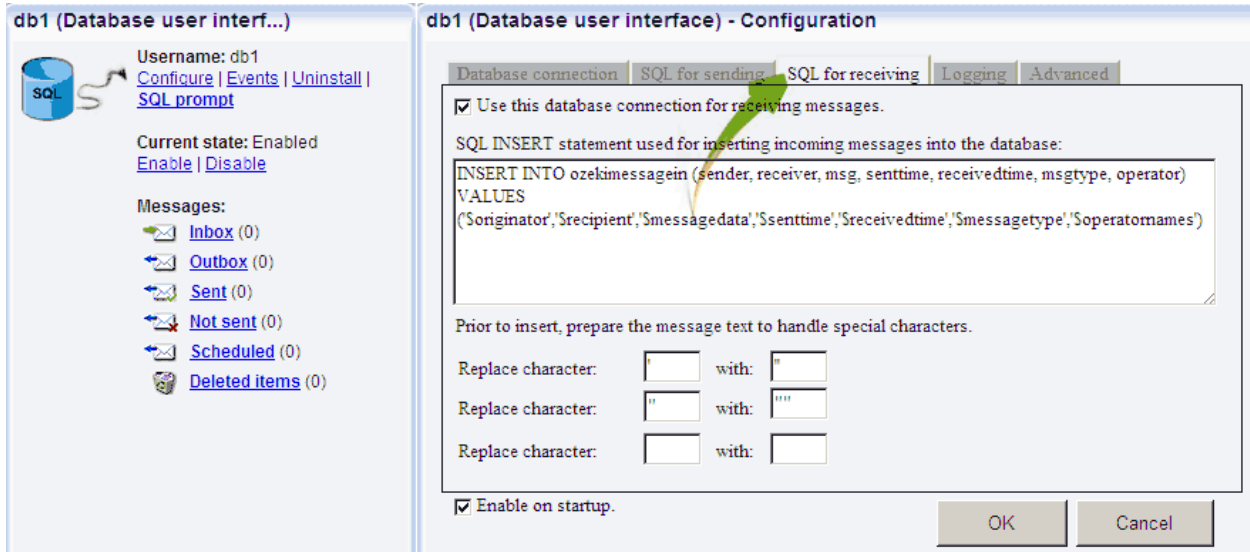 db1 (Database user interf...)
SQL
Username: db1
Configure | Events | Uninstall |
SQL prompt
Current state: Enabled
Enable | Disable
Messages:
Inbox (0)
Outbox (0)
Sent (0)
Not sent (0)
Scheduled (0)
Deleted items (0)
db1 (Database user interface) - Configuration
Database connection SQL for sending SQL for receiving Logging Advanced
Use this database connection for receiving messages.
SQL INSERT statement used for inserting incoming messages into the database:
INSERT INTO ozekimessagein (sender, receiver, msg, senttime, receivedtime, msgtype, operator)
VALUES
('$originator','$recipient','$messagedata','$senttime','$receivedtime','$messagetype','$operatornames')
Prior to insert, prepare the message text to handle special characters.
Replace character: ' with: ''
Replace character: " with: ""
Replace character: with:
Enable on startup.
OK Cancel